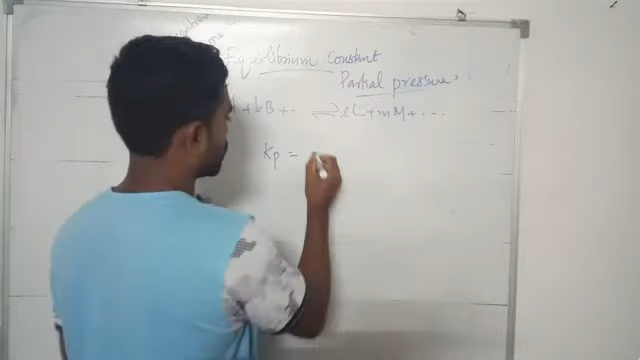 Equilibrium Constant
Partial pressure
+ bB + - ⇌ lL + mM + ...
Kp =